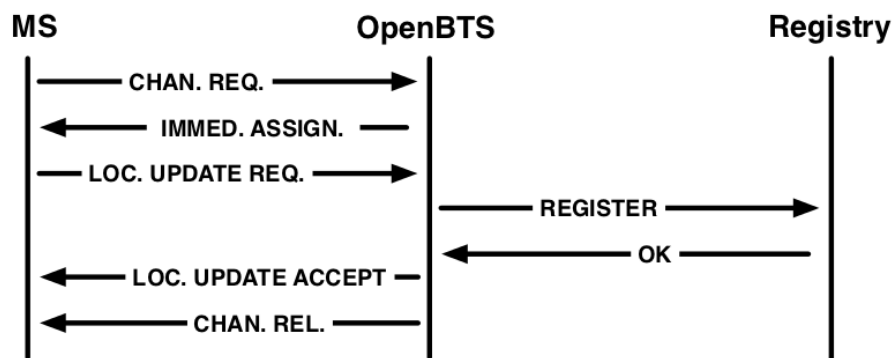 MS OpenBTS Registry
CHAN. REQ.
IMMED. ASSIGN.
LOC. UPDATE REQ.
REGISTER
OK
LOC. UPDATE ACCEPT
CHAN. REL.